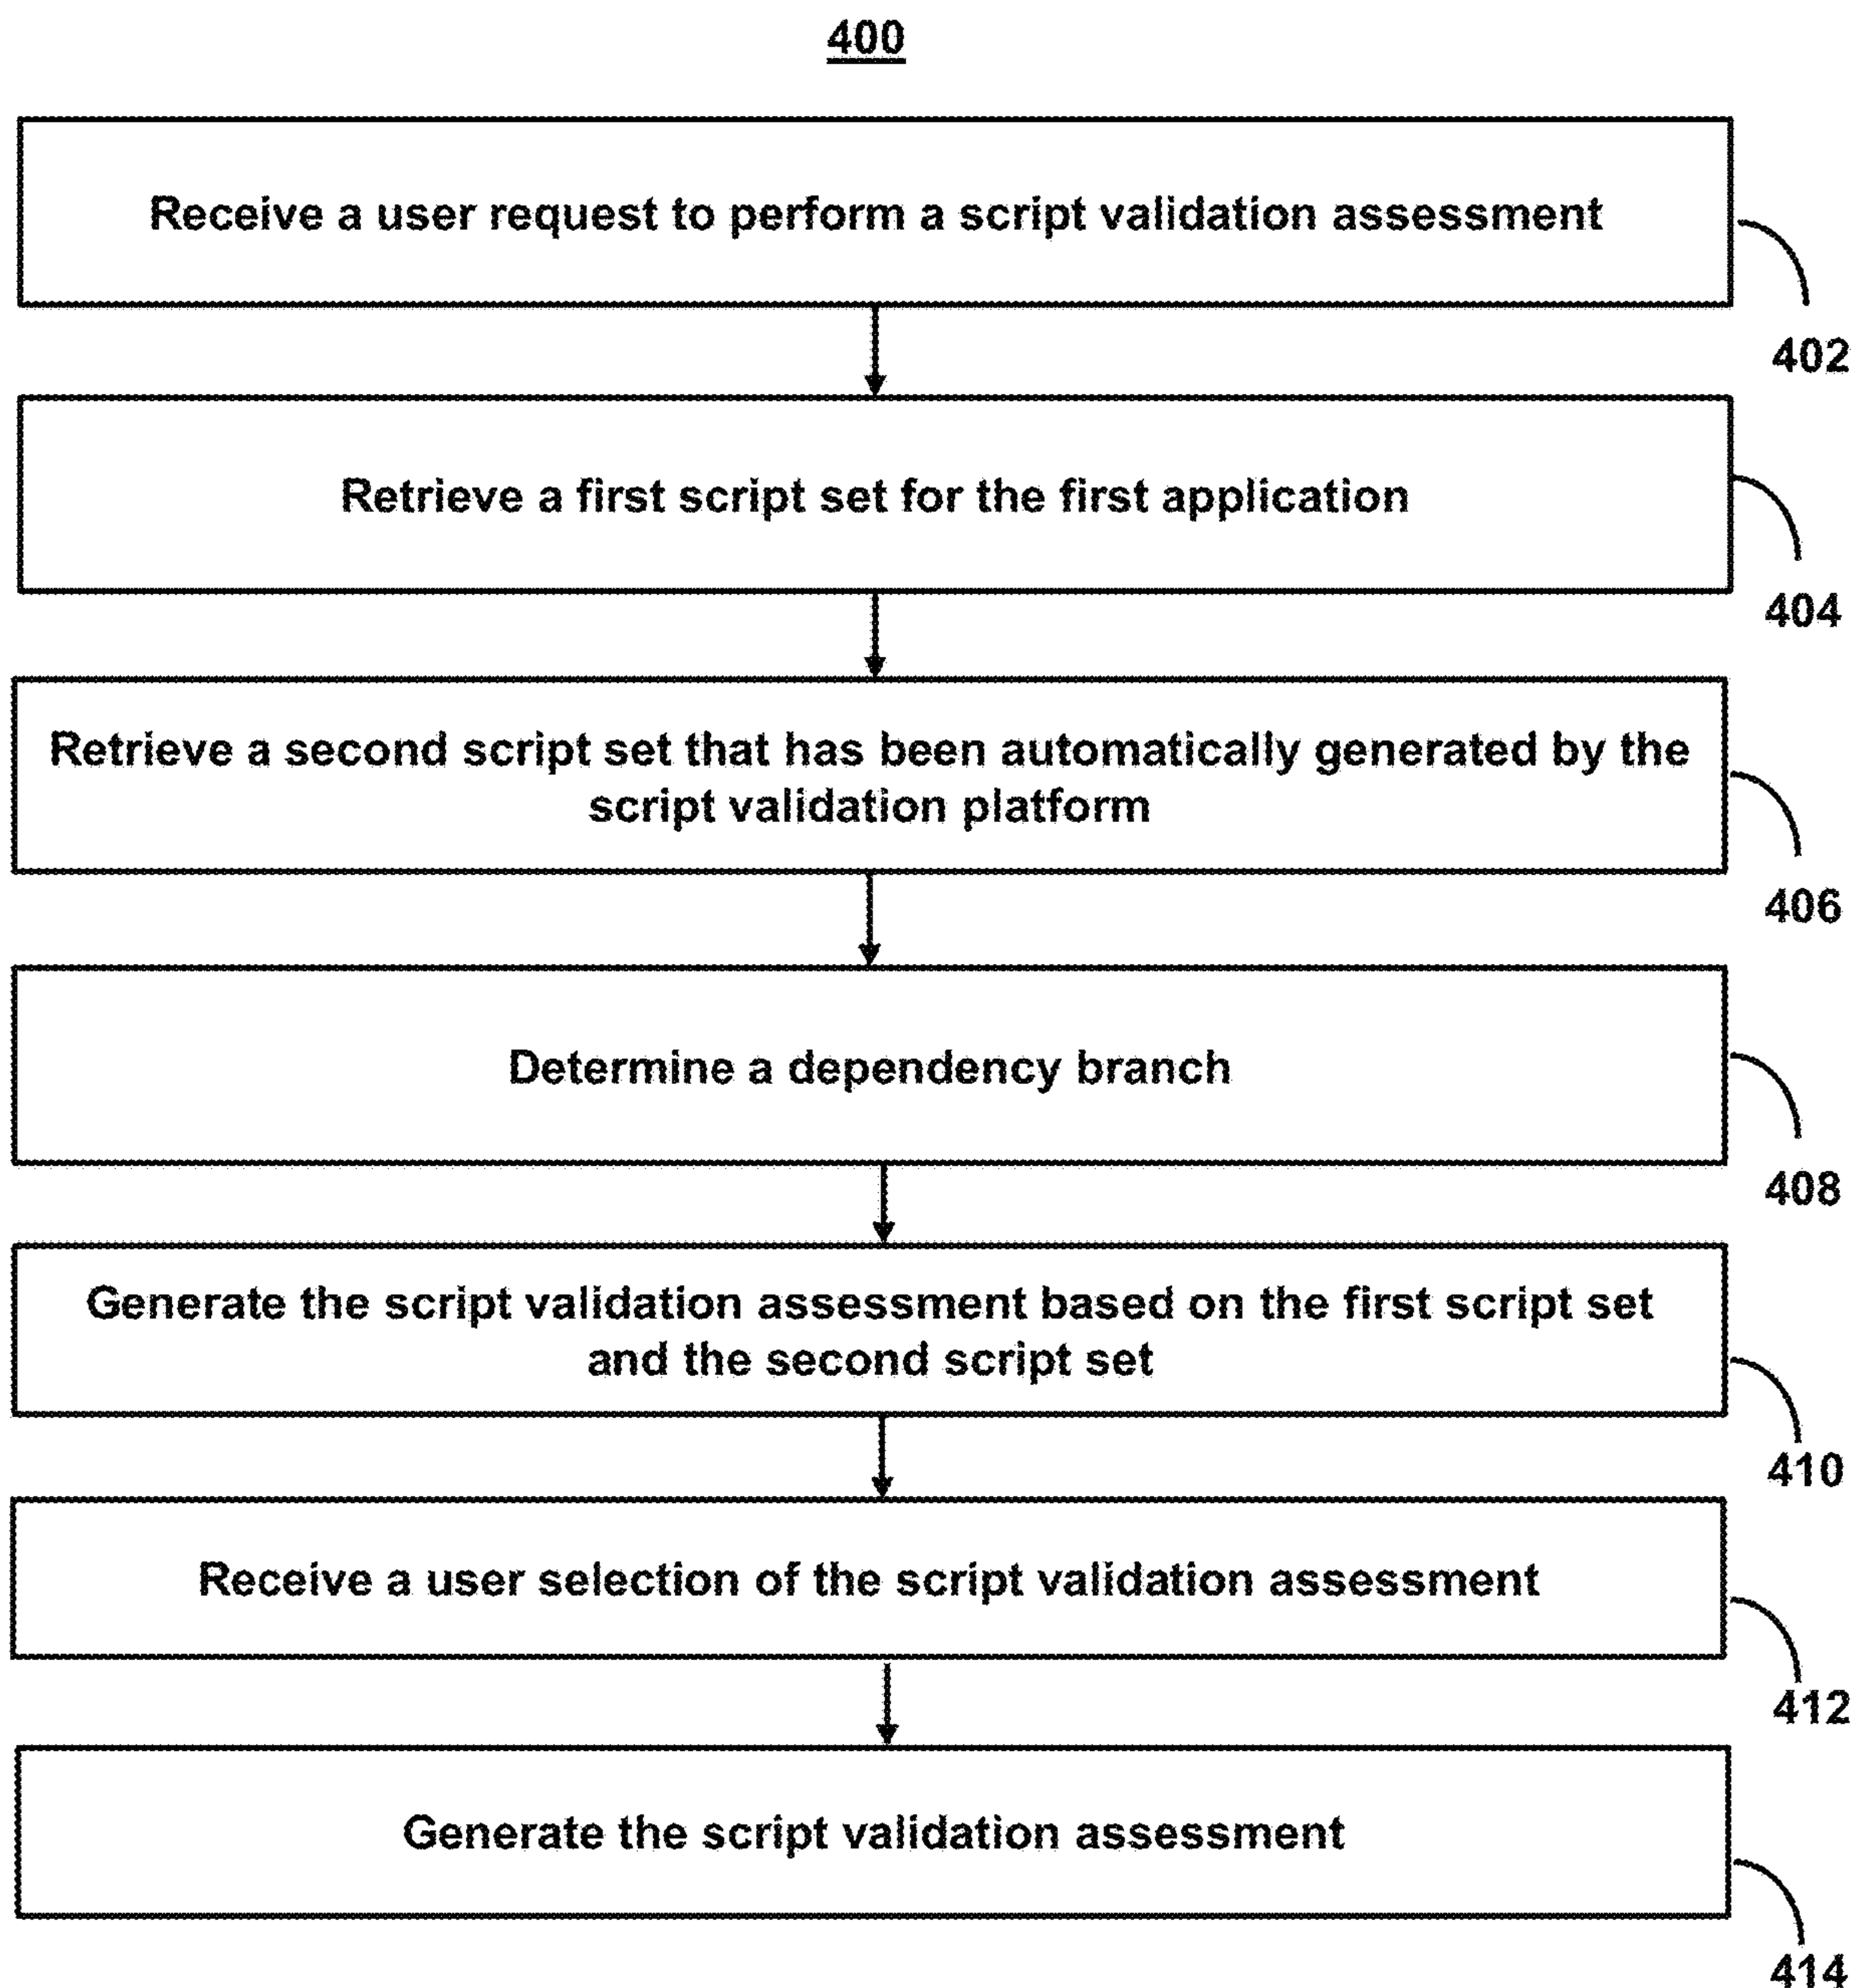 400
Receive a user request to perform a script validation assessment
402
Retrieve a first script set for the first application
404
Retrieve a second script set that has been automatically generated by the
script validation platform
406
Determine a dependency branch
408
Generate the script validation assessment based on the first script set
and the second script set
410
Receive a user selection of the script validation assessment
412
Generate the script validation assessment
414